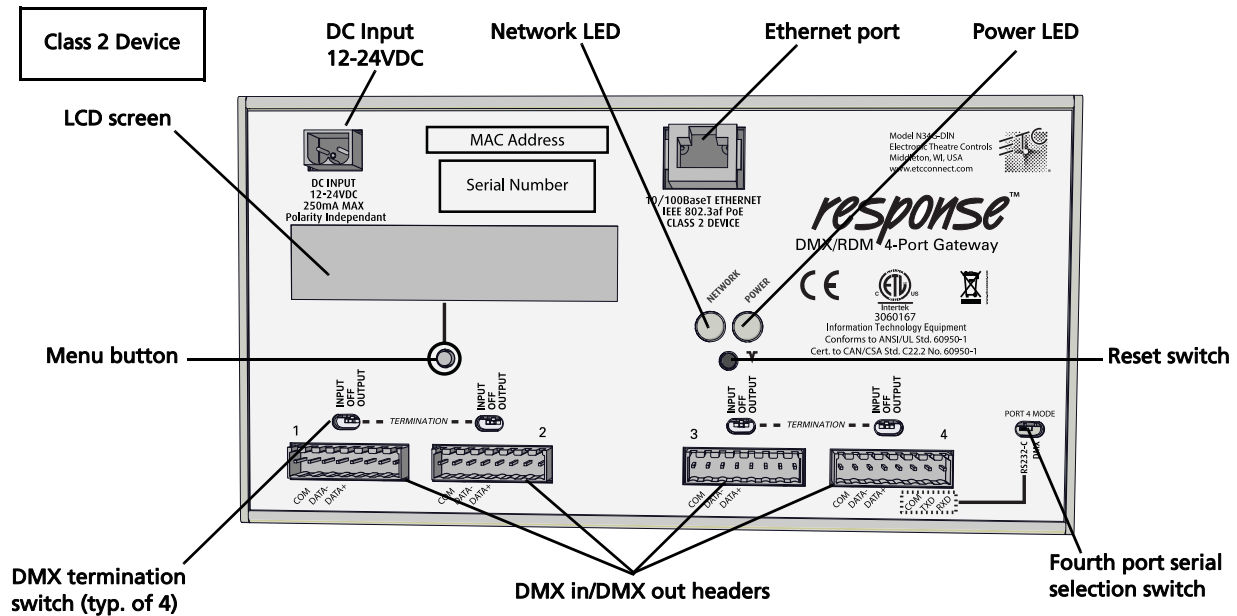 Class 2 Device
DC Input
12-24VDC
Network LED
Ethernet port
Power LED
LCD screen
MAC Address
Serial Number
DC INPUT
12-24VDC
250mA MAX
Polarity Independant
10/100BaseT ETHERNET
IEEE 802.3af PoE
CLASS 2 DEVICE
Model N34G-DIN
Electronic Theatre Controls
Middleton, WI, USA
www.etcconnect.com
ETC
response™
DMX/RDM 4-Port Gateway
NETWORK
POWER
CE
C ETL US
Intertek
3060167
Information Technology Equipment
Conforms to ANSI/UL Std. 60950-1
Cert. to CAN/CSA Std. C22.2 No. 60950-1
Menu button
Reset switch
INPUT
OFF
OUTPUT
TERMINATION
INPUT
OFF
OUTPUT
INPUT
OFF
OUTPUT
TERMINATION
INPUT
OFF
OUTPUT
PORT 4 MODE
RS232-C
DMX
1
2
3
4
COM
DATA-
DATA+
COM
DATA-
DATA+
COM
DATA-
DATA+
COM
DATA-
DATA+
COM
TXD
RXD
DMX termination
switch (typ. of 4)
DMX in/DMX out headers
Fourth port serial
selection switch